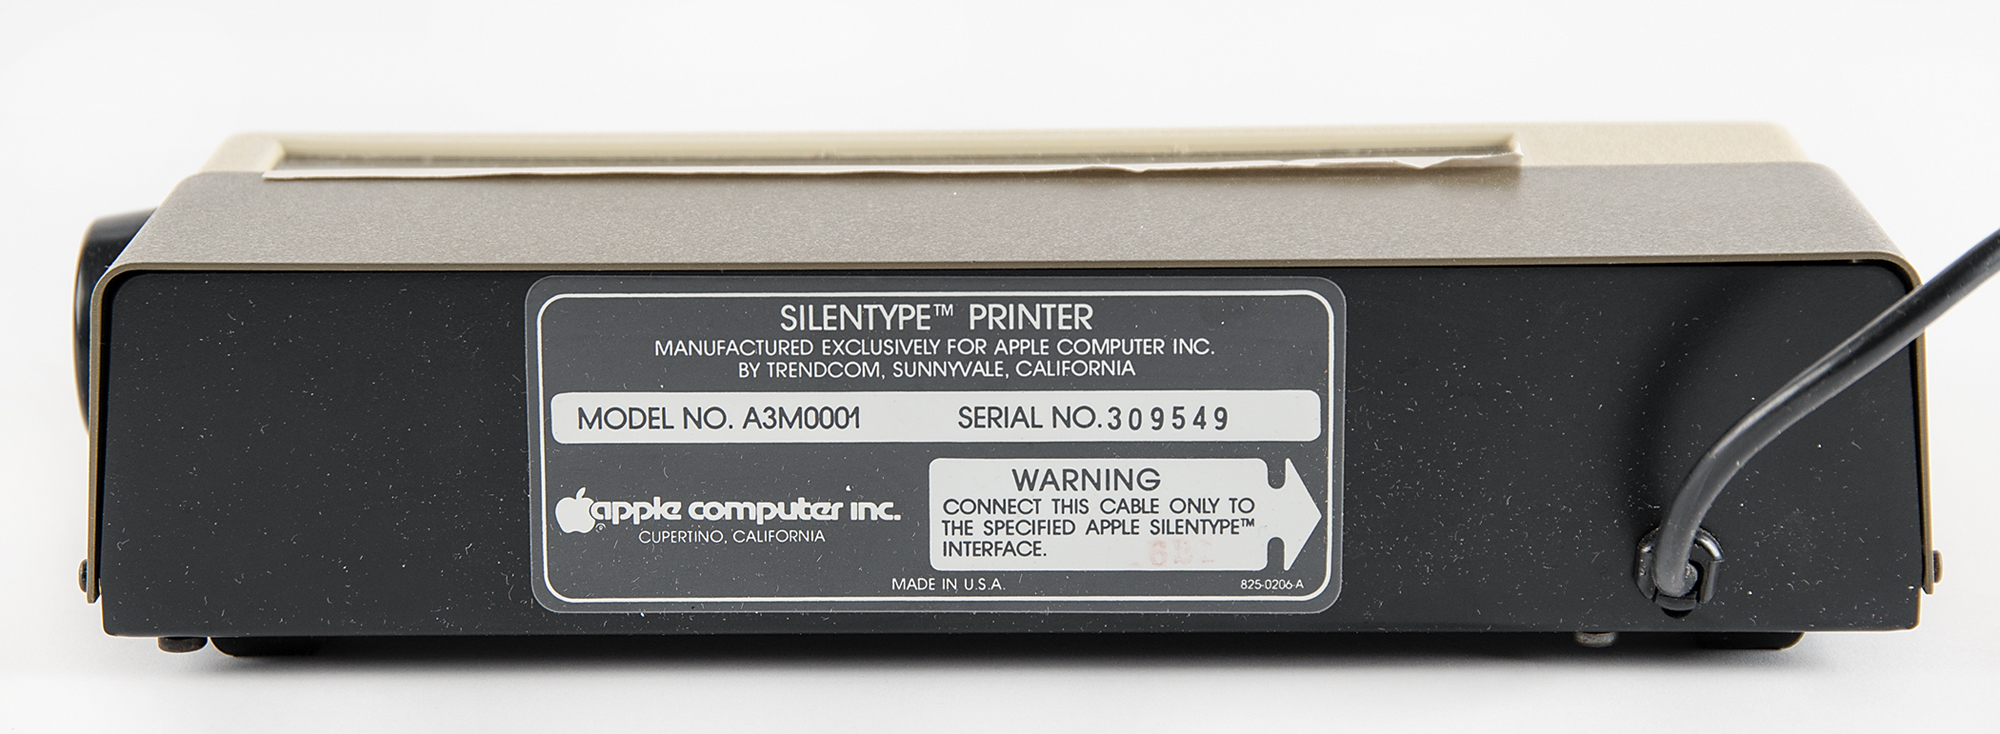 SILENTYPE™ PRINTER
MANUFACTURED EXCLUSIVELY FOR APPLE COMPUTER INC.
BY TRENDCOM, SUNNYVALE, CALIFORNIA
MODEL NO. A3M0001 SERIAL NO. 309549
apple computer inc.
®
CUPERTINO, CALIFORNIA
WARNING
CONNECT THIS CABLE ONLY TO
THE SPECIFIED APPLE SILENTYPE™
INTERFACE.
MADE IN U.S.A.
825-0206-A